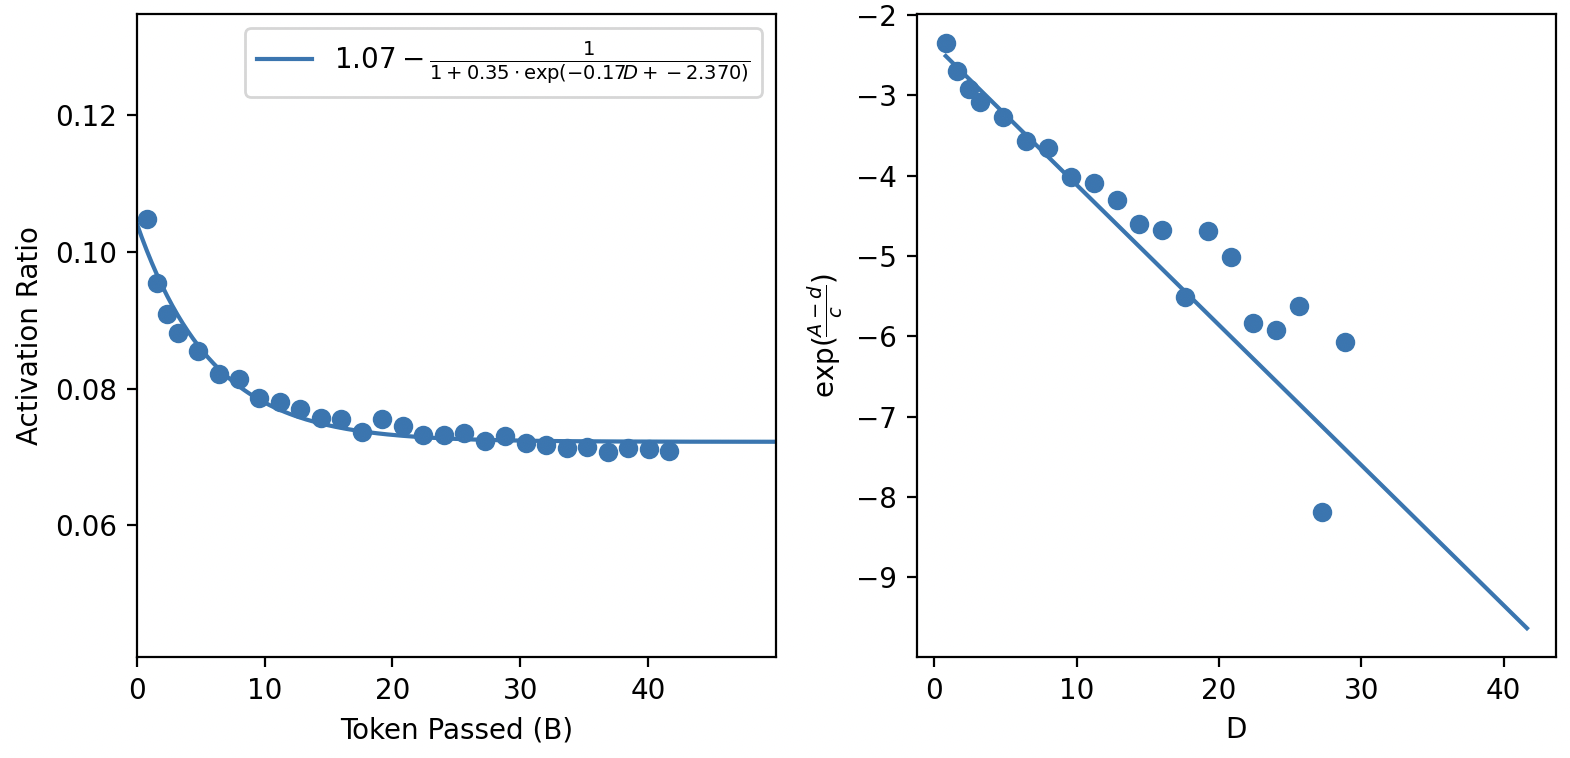 1.07 − 1/(1 + 0.35 · exp(−0.17D + −2.370))
0.12
0.10
0.08
0.06
Activation Ratio
0 10 20 30 40
Token Passed (B)
−2
−3
−4
−5
−6
−7
−8
−9
exp((A − d)/c)
0 10 20 30 40
D